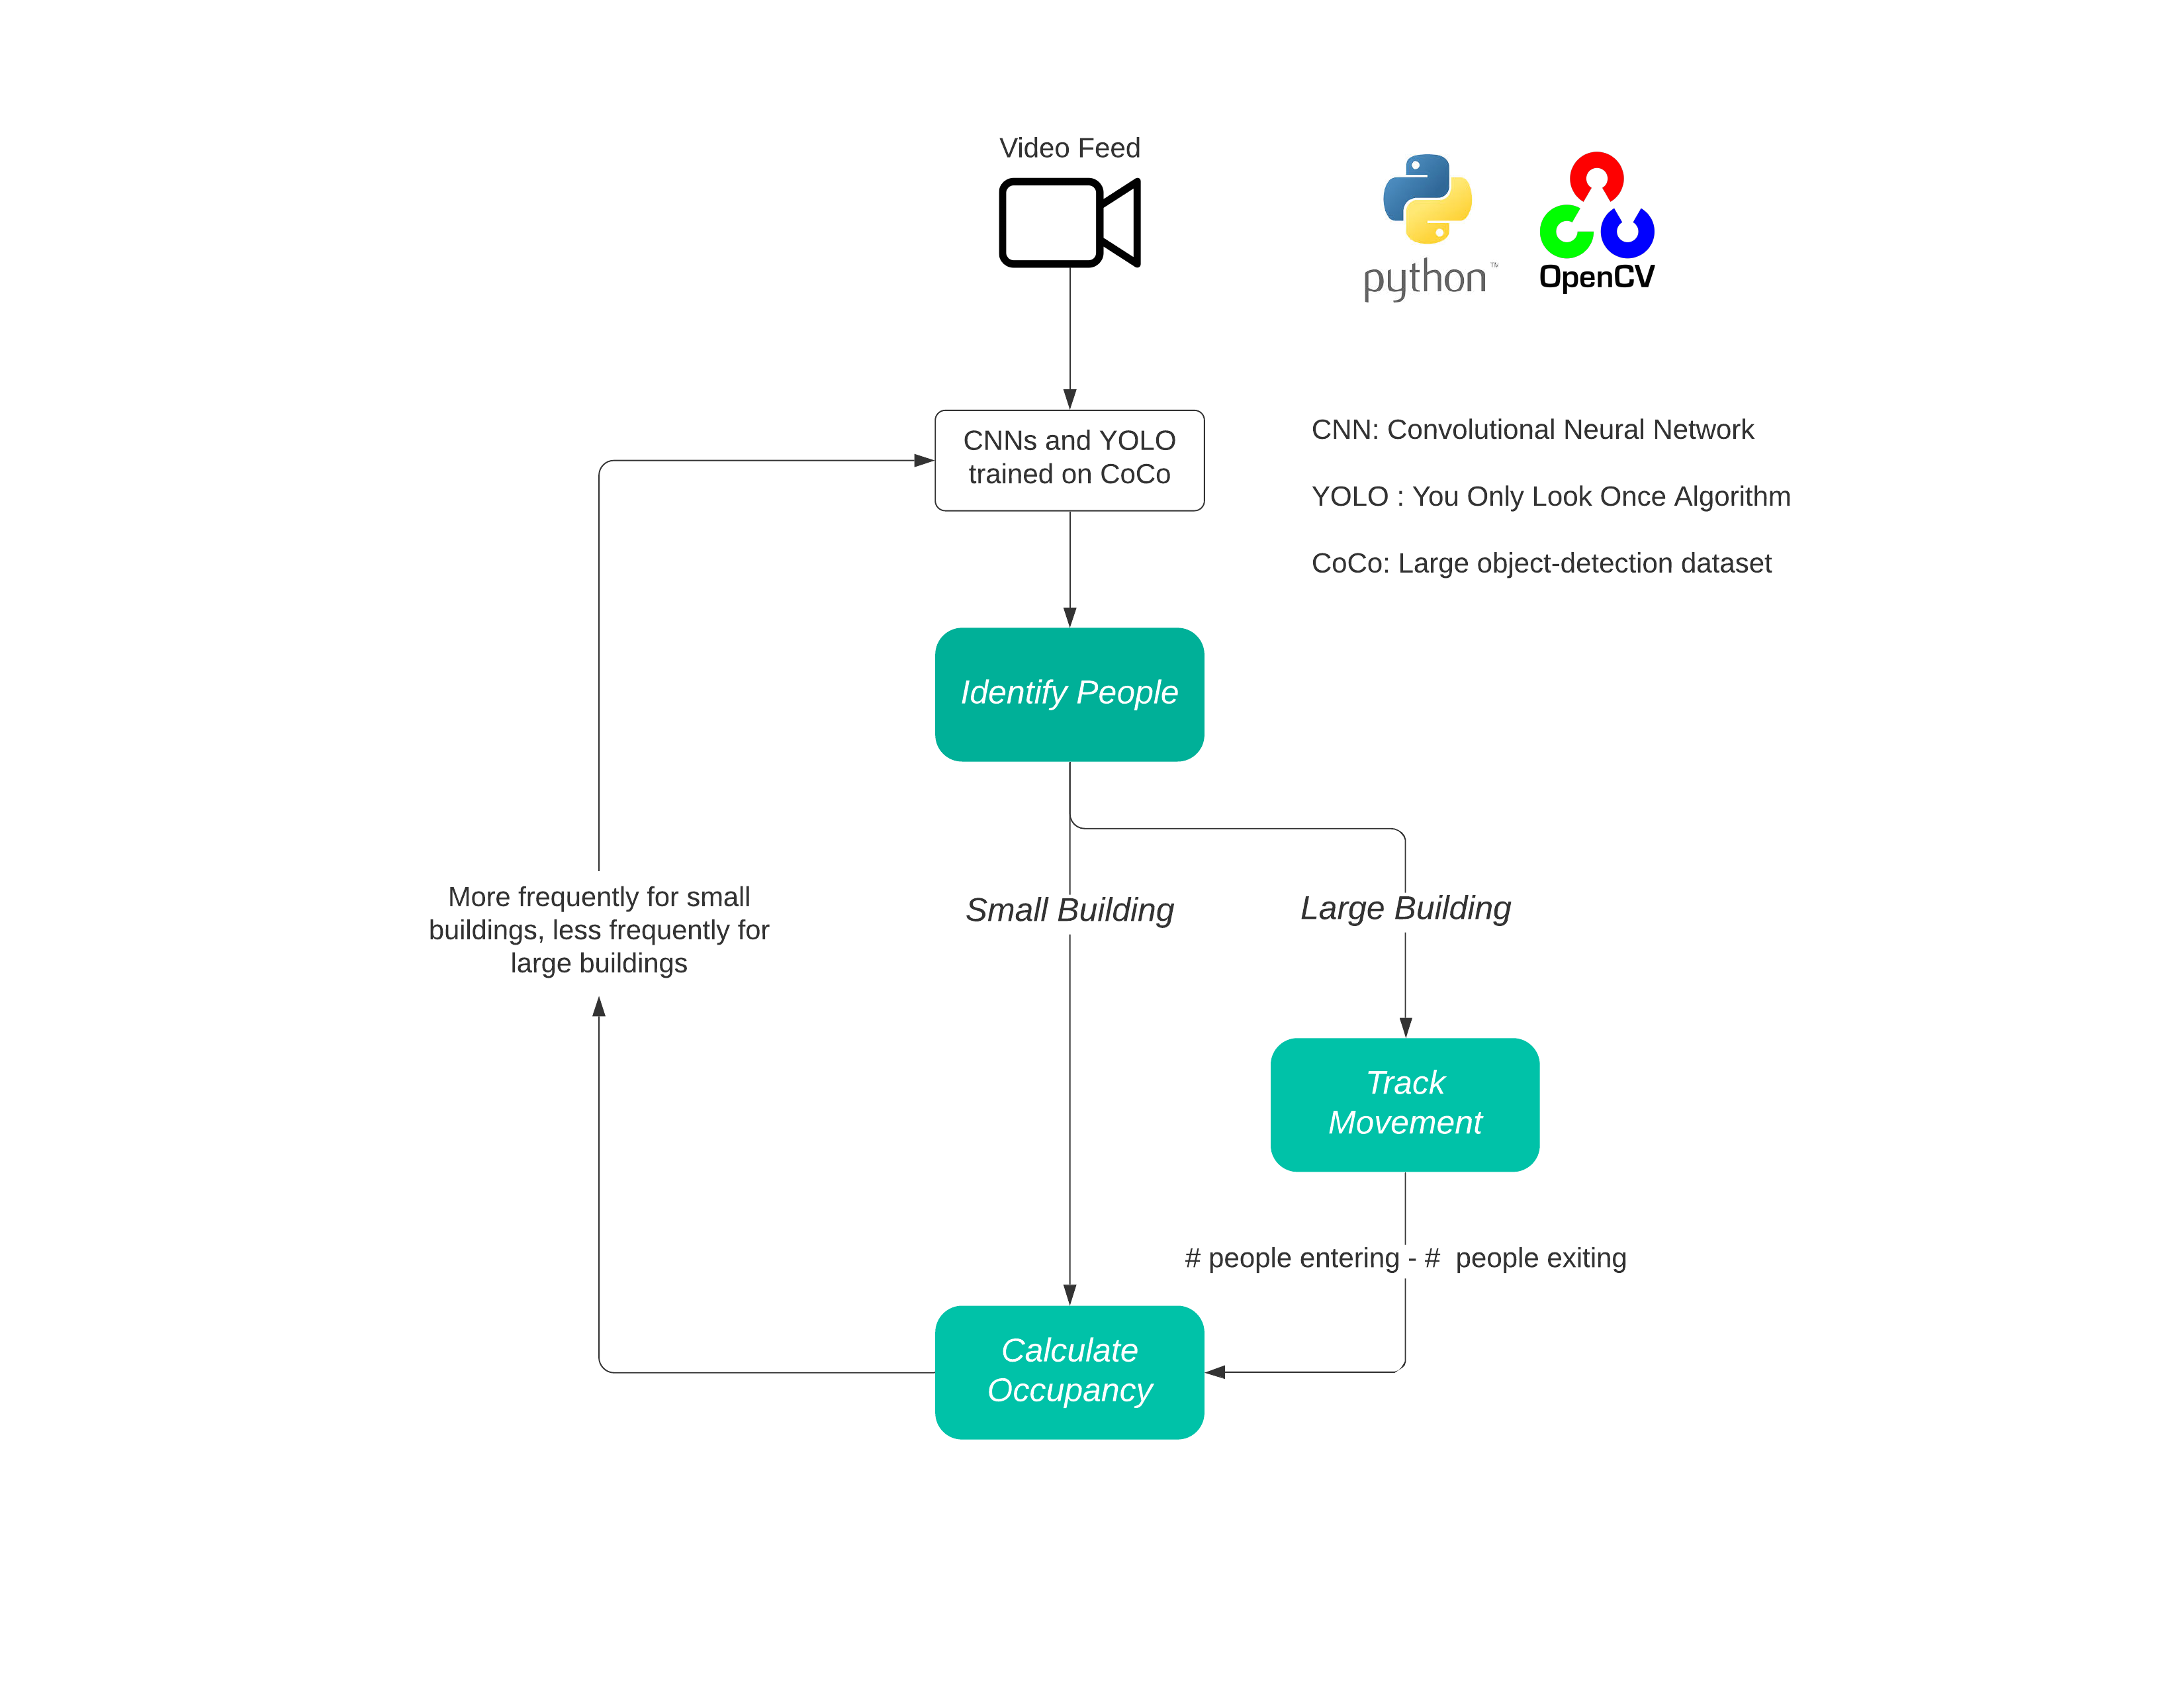 Video Feed
python
TM
OpenCV
CNNs and YOLO
trained on CoCo
CNN: Convolutional Neural Network
YOLO : You Only Look Once Algorithm
CoCo: Large object-detection dataset
Identify People
More frequently for small
buildings, less frequently for
large buildings
Small Building
Large Building
Track
Movement
# people entering - #  people exiting
Calculate
Occupancy